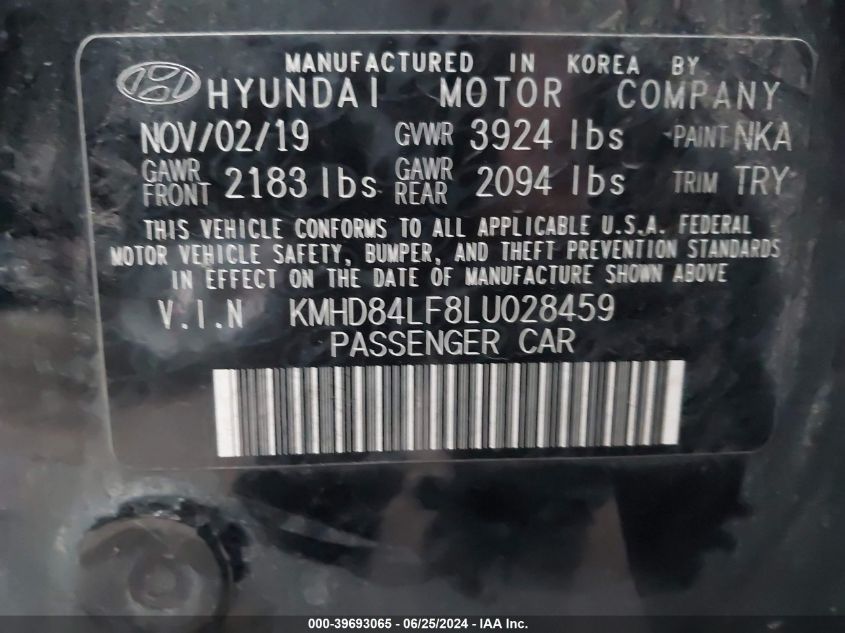 MANUFACTURED IN KOREA BY
HYUNDAI MOTOR COMPANY
NOV/02/19 GVWR 3924 lbs PAINT NKA
GAWR FRONT 2183 lbs GAWR REAR 2094 lbs TRIM TRY
THIS VEHICLE CONFORMS TO ALL APPLICABLE U.S.A. FEDERAL
MOTOR VEHICLE SAFETY, BUMPER, AND THEFT PREVENTION STANDARDS
IN EFFECT ON THE DATE OF MANUFACTURE SHOWN ABOVE
V.I.N KMHD84LF8LU028459
PASSENGER CAR
000-39693065 - 06/25/2024 - IAA Inc.